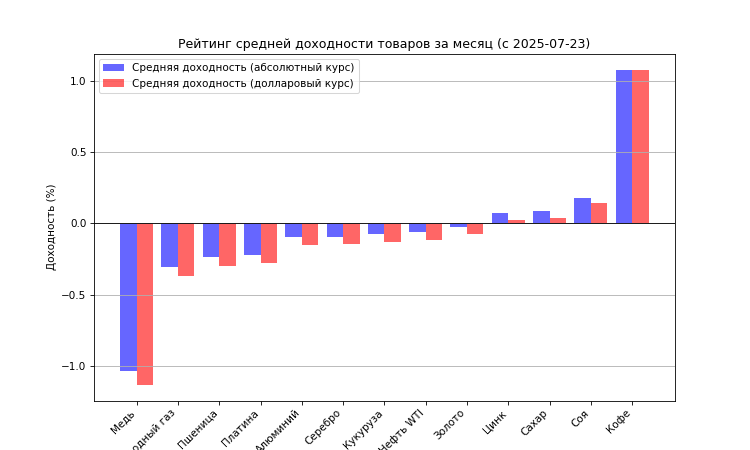 Рейтинг средней доходности товаров за месяц (с 2025-07-23)
Средняя доходность (абсолютный курс)
Средняя доходность (долларовый курс)
Доходность (%)
1.0
0.5
0.0
−0.5
−1.0
Медь
одный газ
Пшеница
Платина
Алюминий
Серебро
Кукуруза
Нефть WTI
Золото
Цинк
Сахар
Соя
Кофе